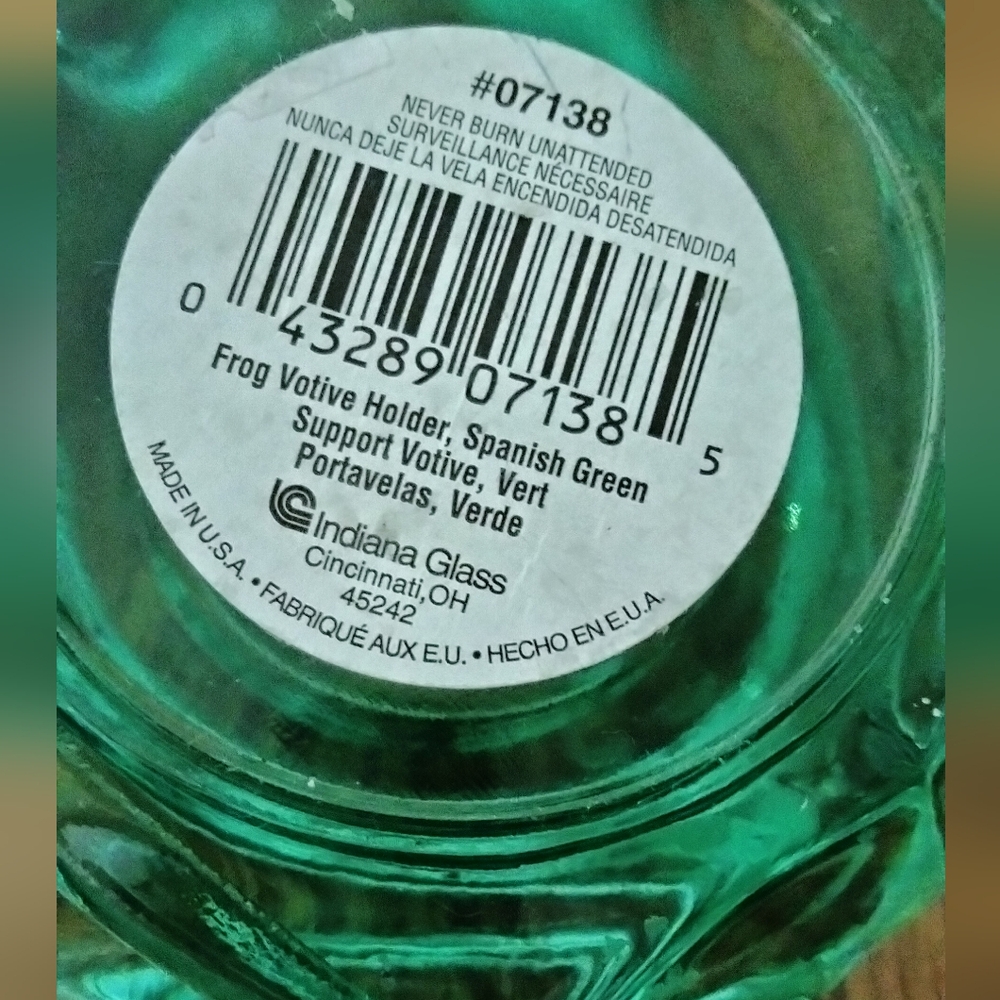 #07138
NEVER BURN UNATTENDED
SURVEILLANCE NÉCESSAIRE
NUNCA DEJE LA VELA ENCENDIDA DESATENDIDA
0 43289 07138 5
Frog Votive Holder, Spanish Green
Support Votive, Vert
Portavelas, Verde
Indiana Glass
Cincinnati, OH
45242
MADE IN U.S.A. • FABRIQUÉ AUX E.U. • HECHO EN E.U.A.